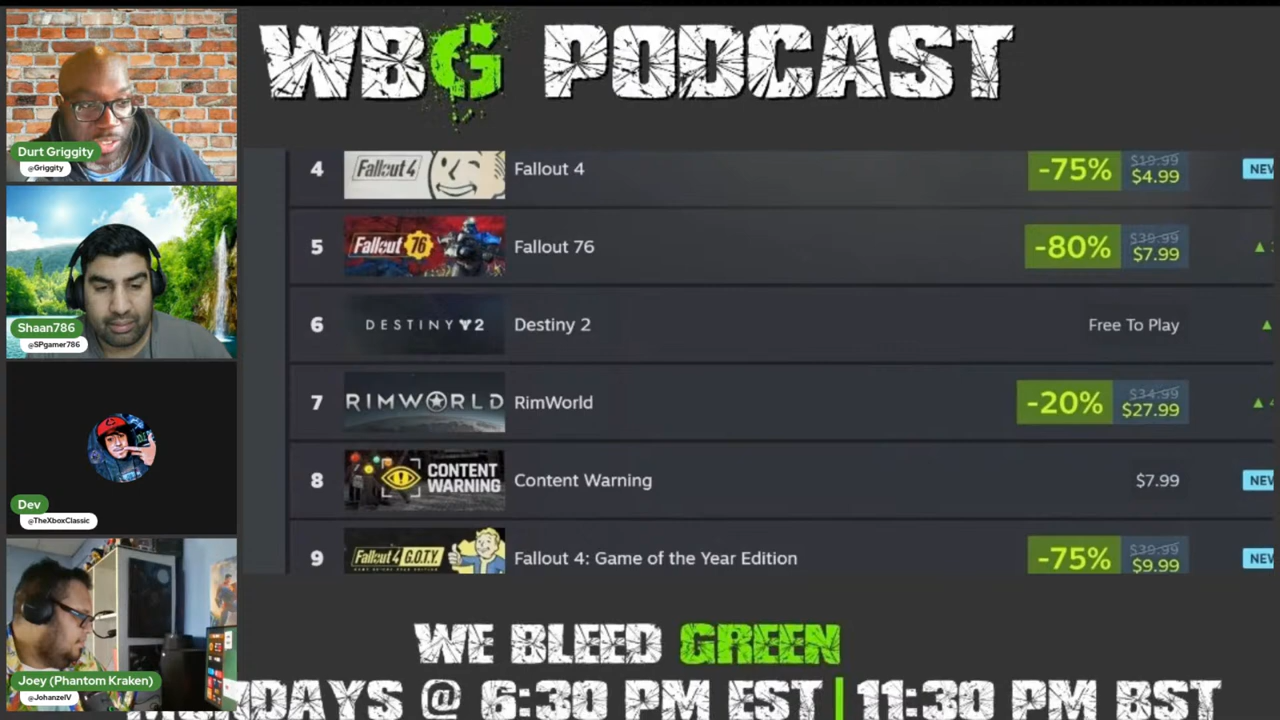 WBG PODCAST
Durt Griggity
@Griggity
Shaan786
@SPgamer786
Dev
@TheXboxClassic
Joey (Phantom Kraken)
@JohanzelV
4 Fallout 4 Fallout 4 -75% $19.99 $4.99 NEW
5 Fallout 76 Fallout 76 -80% $39.99 $7.99
6 DESTINY 2 Destiny 2 Free To Play
7 RIMWORLD RimWorld -20% $34.99 $27.99
8 CONTENT WARNING Content Warning $7.99 NEW
9 Fallout 4 G.O.T.Y. Fallout 4: Game of the Year Edition -75% $39.99 $9.99 NEW
WE BLEED GREEN
@ 6:30 PM EST | 11:30 PM BST